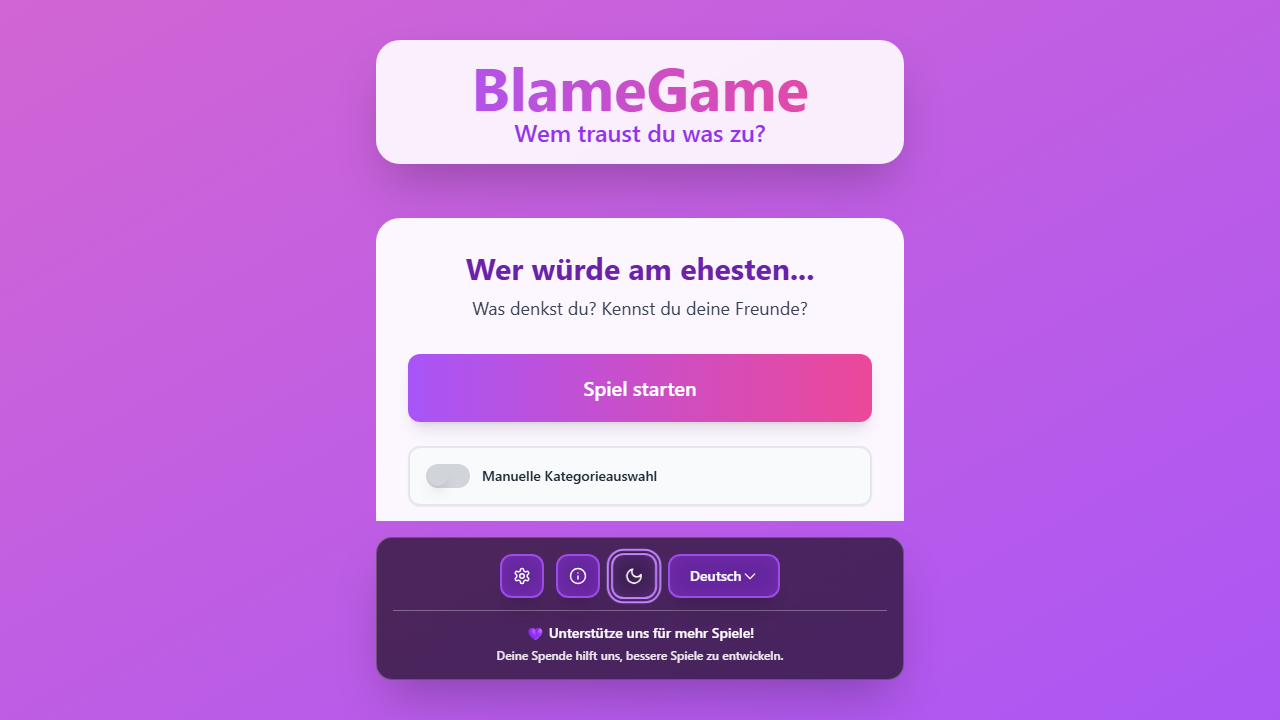 BlameGame
Wem traust du was zu?
Wer würde am ehesten...
Was denkst du? Kennst du deine Freunde?
Spiel starten
Manuelle Kategorieauswahl
Deutsch
💜 Unterstütze uns für mehr Spiele!
Deine Spende hilft uns, bessere Spiele zu entwickeln.